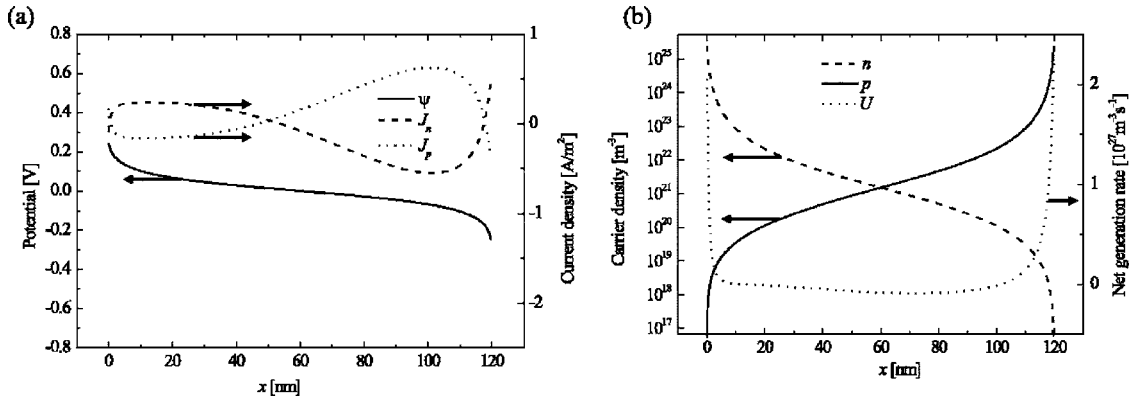 (a)
0.8
0.6
0.4
0.2
0.0
-0.2
-0.4
-0.6
-0.8
Potential [V]
0
20
40
60
80
100
120
x [nm]
1
0
-1
-2
Current density [A/m²]
ψ
Jₙ
Jₚ
(b)
10²⁵
10²⁴
10²³
10²²
10²¹
10²⁰
10¹⁹
10¹⁸
10¹⁷
Carrier density [m⁻³]
0
20
40
60
80
100
120
x [nm]
2
1
0
Net generation rate [10²⁷m⁻³s⁻¹]
n
p
U